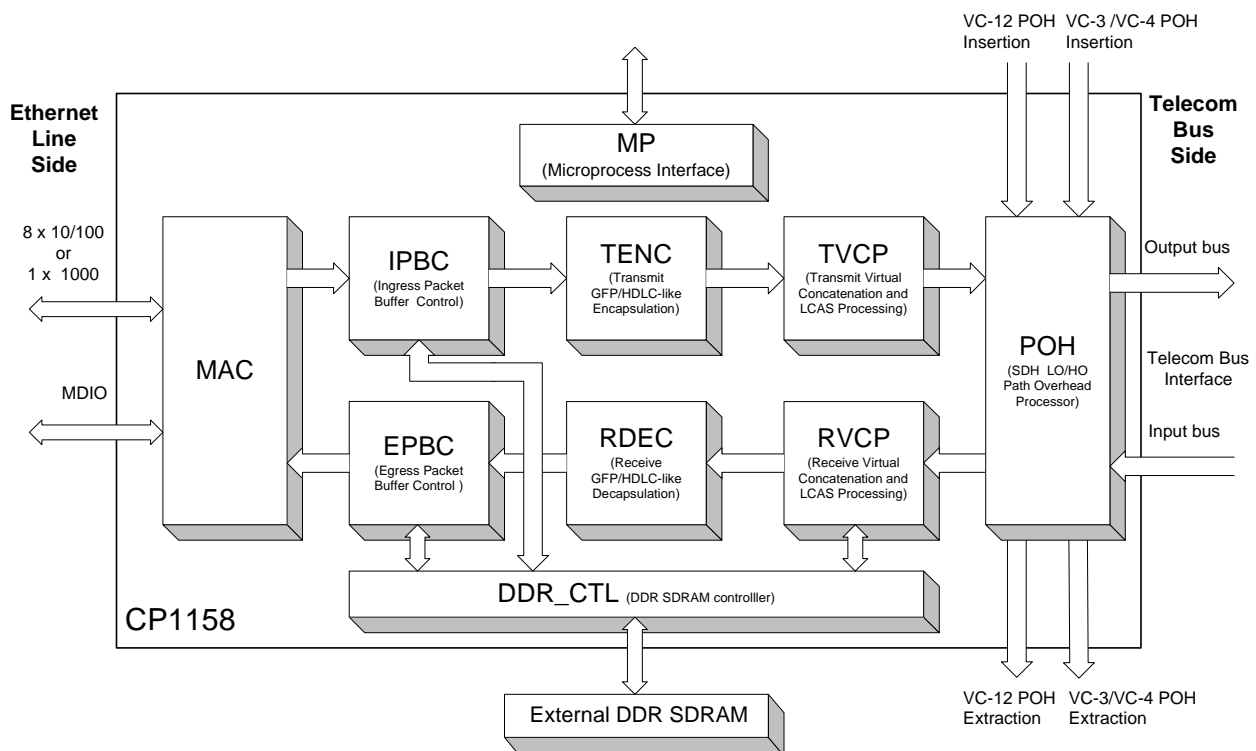 VC-12 POH
Insertion
VC-3 /VC-4 POH
Insertion
Ethernet
Line
Side
Telecom
Bus
Side
MP
(Microprocess Interface)
8 x 10/100
or
1 x 1000
MDIO
MAC
IPBC
(Ingress Packet
Buffer Control)
TENC
(Transmit
GFP/HDLC-like
Encapsulation)
TVCP
(Transmit Virtual
Concatenation and
LCAS Processing)
POH
(SDH LO/HO
Path Overhead
Processor)
Output bus
Telecom Bus
Interface
Input bus
EPBC
(Egress Packet
Buffer Control )
RDEC
(Receive
GFP/HDLC-like
Decapsulation)
RVCP
(Receive Virtual
Concatenation and
LCAS Processing)
DDR_CTL (DDR SDRAM controlller)
CP1158
External DDR SDRAM
VC-12 POH
Extraction
VC-3/VC-4 POH
Extraction